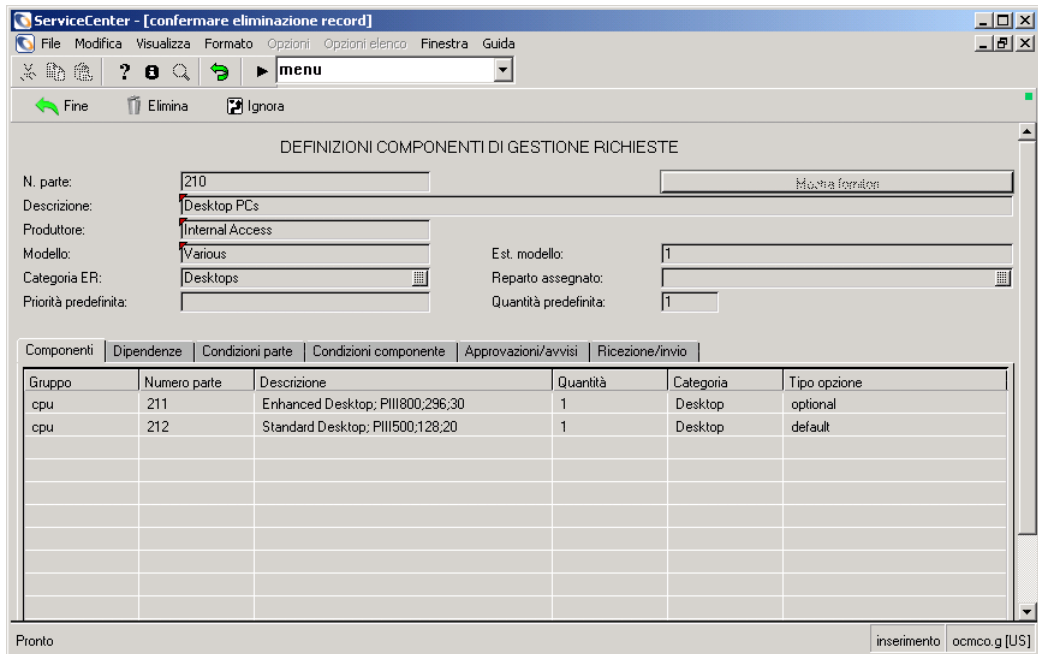 ServiceCenter - [confermare eliminazione record]
File Modifica Visualizza Formato Opzioni Opzioni elenco Finestra Guida
menu
Fine Elimina Ignora
DEFINIZIONI COMPONENTI DI GESTIONE RICHIESTE
N. parte: 210 Mostra fornitori
Descrizione: Desktop PCs
Produttore: Internal Access
Modello: Various Est. modello: 1
Categoria ER: Desktops Reparto assegnato:
Priorità predefinita: Quantità predefinita: 1
Componenti Dipendenze Condizioni parte Condizioni componente Approvazioni/avvisi Ricezione/invio
Gruppo Numero parte Descrizione Quantità Categoria Tipo opzione
cpu 211 Enhanced Desktop; PIII800;296;30 1 Desktop optional
cpu 212 Standard Desktop; PIII500;128;20 1 Desktop default
Pronto inserimento ocmco.g [US]